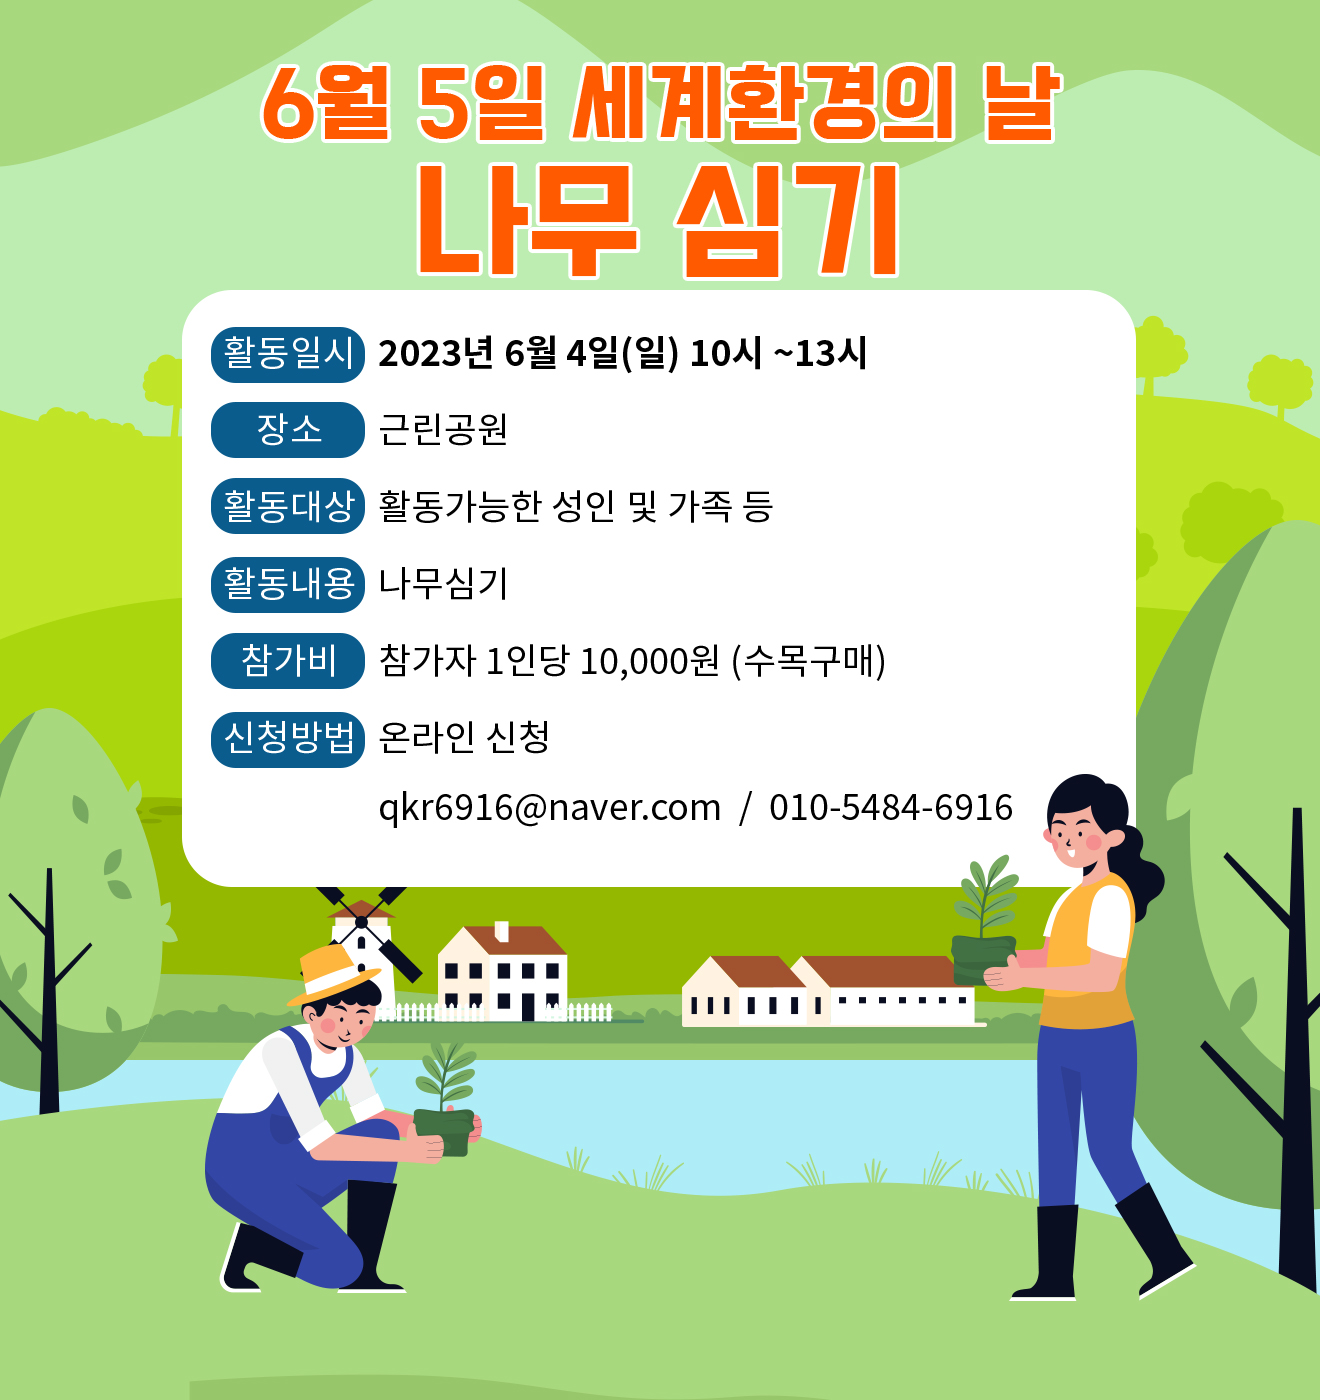 6월 5일 세계환경의 날
나무 심기
활동일시 2023년 6월 4일(일) 10시 ~13시
장소 근린공원
활동대상 활동가능한 성인 및 가족 등
활동내용 나무심기
참가비 참가자 1인당 10,000원 (수목구매)
신청방법 온라인 신청
qkr6916@naver.com / 010-5484-6916